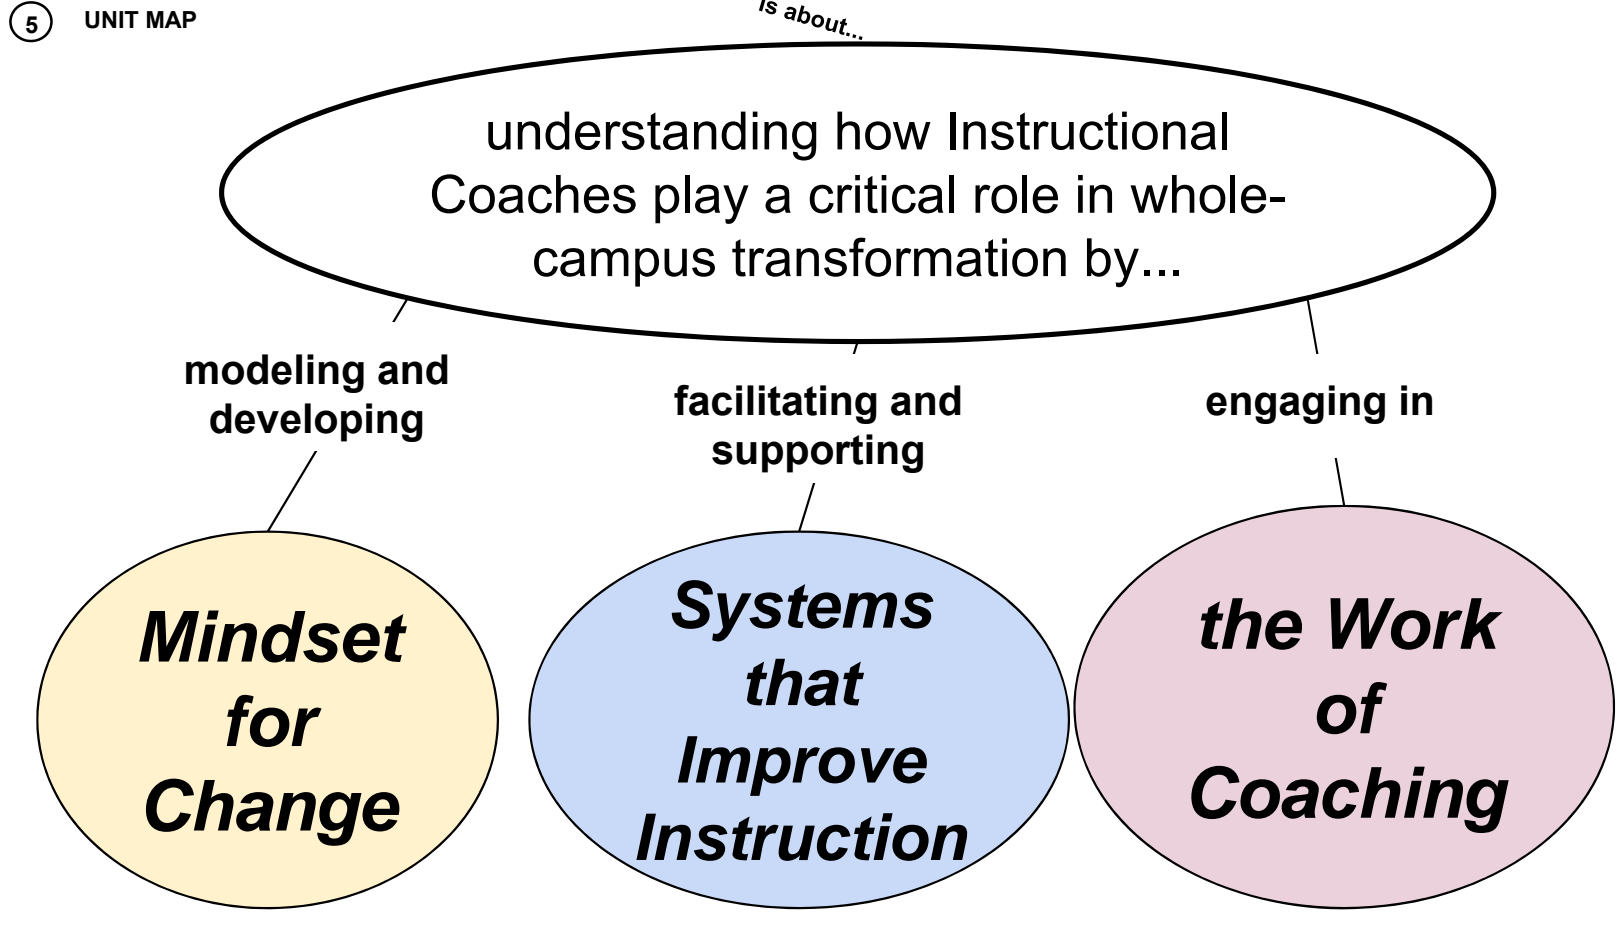 5 UNIT MAP
is about...
understanding how Instructional
Coaches play a critical role in whole-
campus transformation by...
modeling and
developing
facilitating and
supporting
engaging in
Mindset
for
Change
Systems
that
Improve
Instruction
the Work
of
Coaching